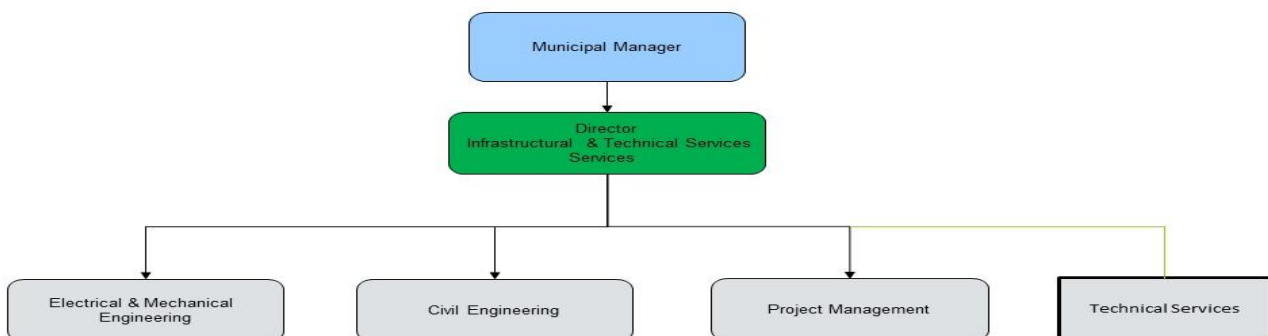 Municipal Manager
Director
Infrastructural & Technical Services
Services
Electrical & Mechanical
Engineering
Civil Engineering
Project Management
Technical Services